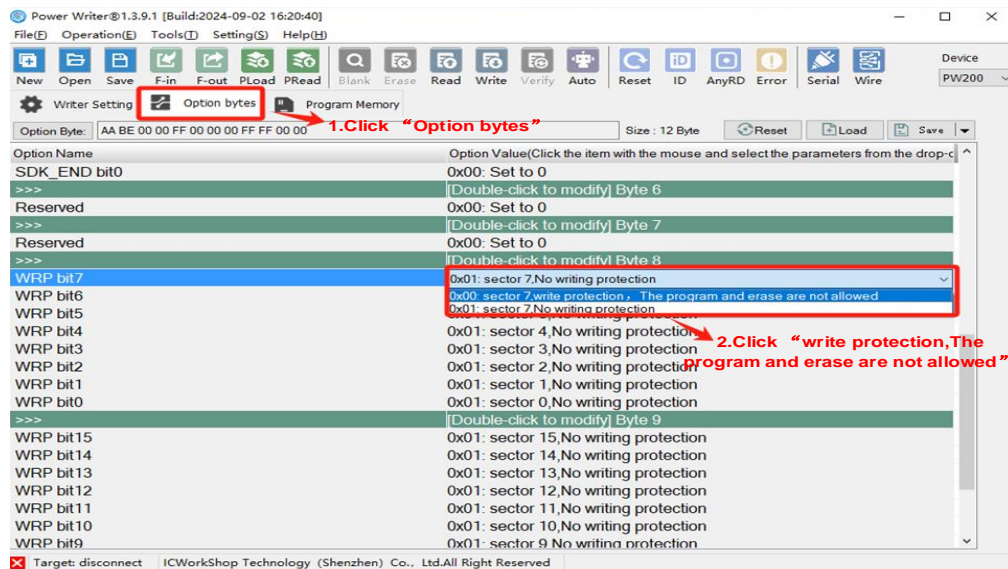 Power Writer®1.3.9.1 [Build:2024-09-02 16:20:40]
File(F) Operation(E) Tools(T) Setting(S) Help(H)
New Open Save F-in F-out PLoad PRead Blank Erase Read Write Verify Auto Reset ID AnyRD Error Serial Wire
Device
PW200
Writer Setting Option bytes Program Memory
1.Click “Option bytes”
Option Byte: AA BE 00 00 FF 00 00 00 FF FF 00 00 Size : 12 Byte Reset Load Save
Option Name Option Value(Click the item with the mouse and select the parameters from the drop-c
SDK_END bit0 0x00: Set to 0
>>> [Double-click to modify] Byte 6
Reserved 0x00: Set to 0
>>> [Double-click to modify] Byte 7
Reserved 0x00: Set to 0
>>> [Double-click to modify] Byte 8
WRP bit7 0x01: sector 7,No writing protection
WRP bit6 0x00: sector 7,write protection， The program and erase are not allowed
0x01: sector 7,No writing protection
WRP bit5
WRP bit4 0x01: sector 4,No writing protection
2.Click “write protection,The
program and erase are not allowed”
WRP bit3 0x01: sector 3,No writing protection
WRP bit2 0x01: sector 2,No writing protection
WRP bit1 0x01: sector 1,No writing protection
WRP bit0 0x01: sector 0,No writing protection
>>> [Double-click to modify] Byte 9
WRP bit15 0x01: sector 15,No writing protection
WRP bit14 0x01: sector 14,No writing protection
WRP bit13 0x01: sector 13,No writing protection
WRP bit12 0x01: sector 12,No writing protection
WRP bit11 0x01: sector 11,No writing protection
WRP bit10 0x01: sector 10,No writing protection
WRP bit9 0x01: sector 9,No writing protection
Target: disconnect ICWorkShop Technology (Shenzhen) Co., Ltd.All Right Reserved